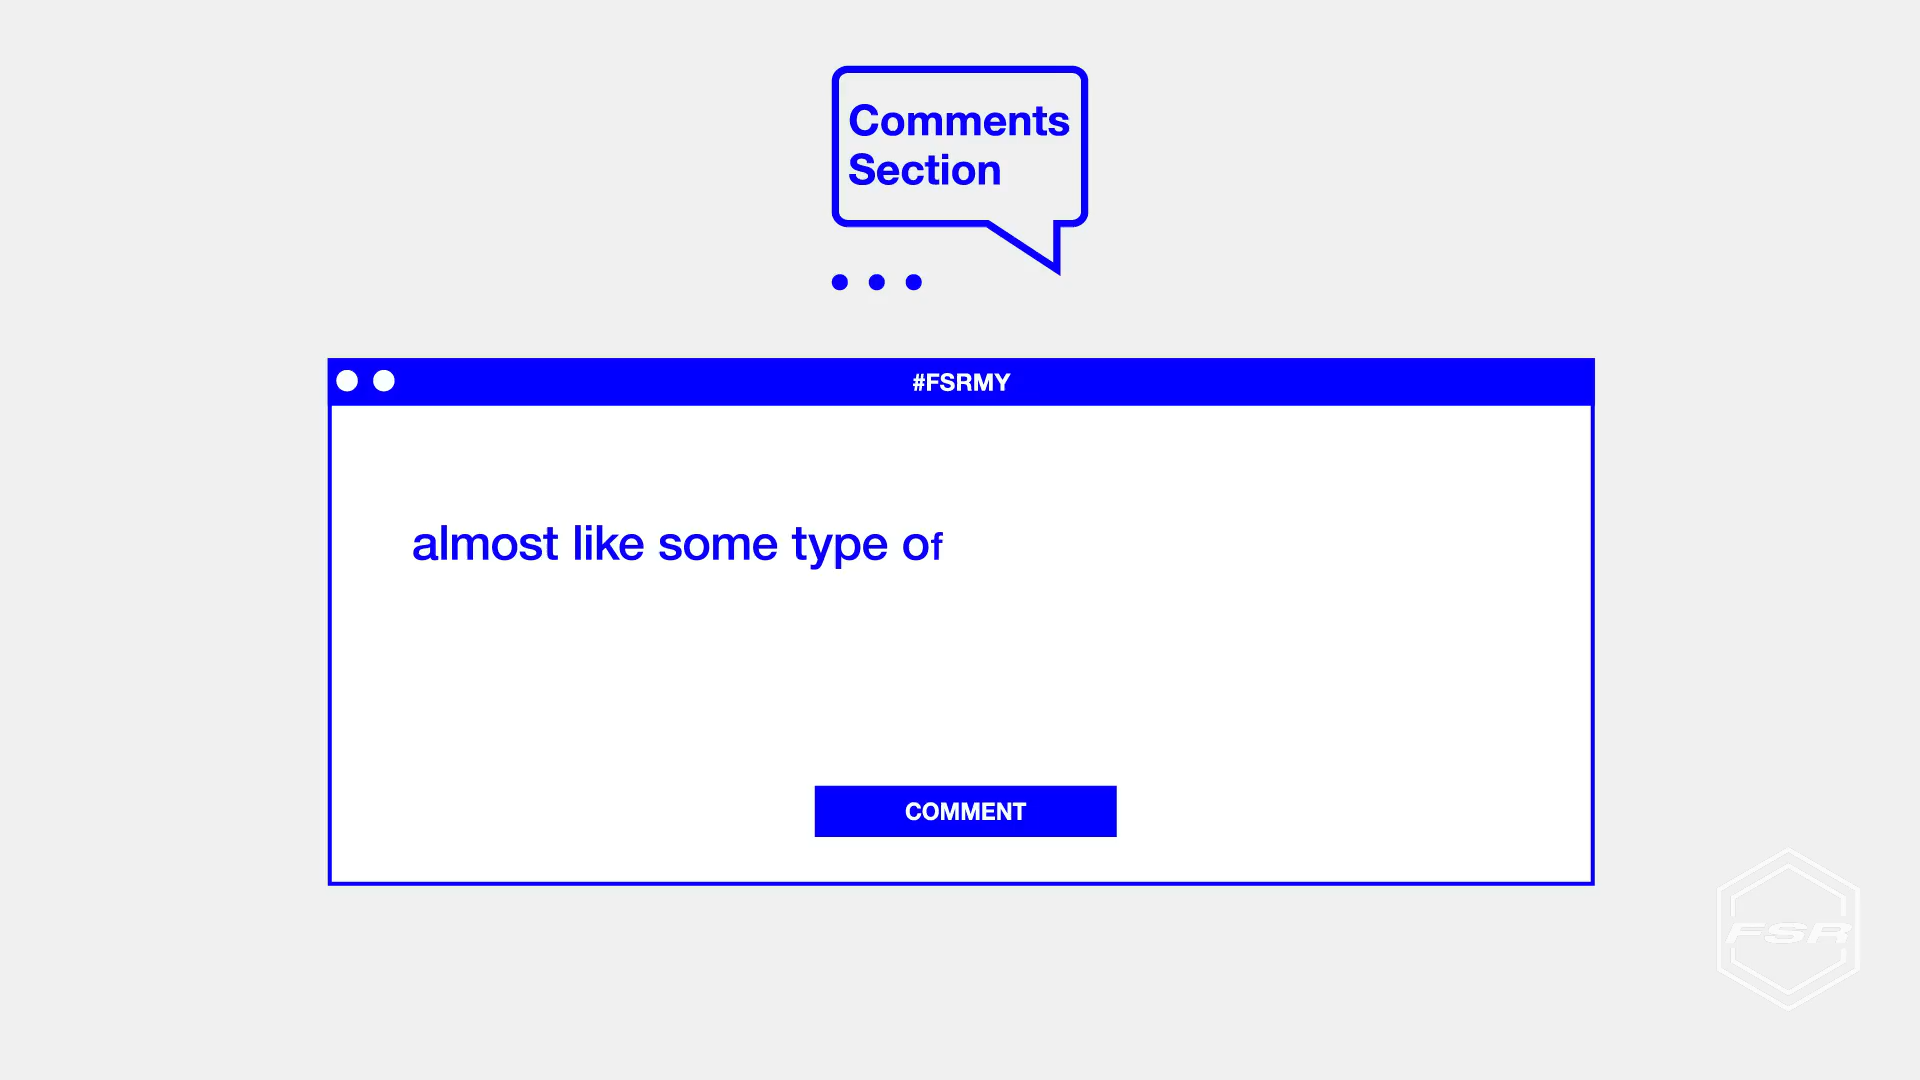 Comments
Section
#FSRMY
almost like some type of
COMMENT
FSR